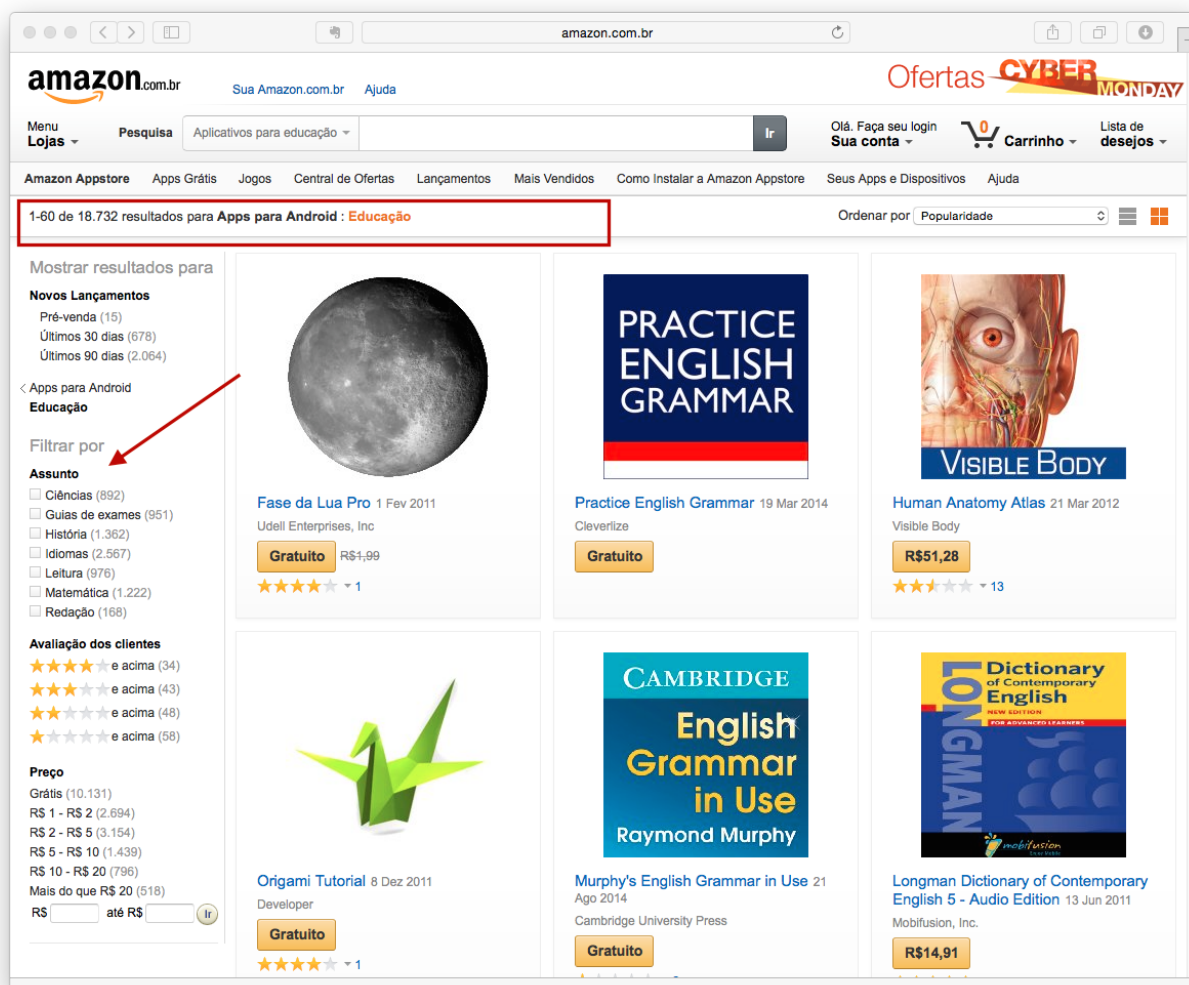 amazon.com.br
amazon.com.br
Sua Amazon.com.br Ajuda
Ofertas CYBER MONDAY
Menu
Lojas
Pesquisa
Aplicativos para educação
Ir
Olá. Faça seu login
Sua conta
0
Carrinho
Lista de
desejos
Amazon Appstore Apps Grátis Jogos Central de Ofertas Lançamentos Mais Vendidos Como Instalar a Amazon Appstore Seus Apps e Dispositivos Ajuda
1-60 de 18.732 resultados para Apps para Android : Educação
Ordenar por Popularidade
Mostrar resultados para
Novos Lançamentos
Pré-venda (15)
Últimos 30 dias (678)
Últimos 90 dias (2.064)
< Apps para Android
Educação
Filtrar por
Assunto
Ciências (892)
Guias de exames (951)
História (1.362)
Idiomas (2.567)
Leitura (976)
Matemática (1.222)
Redação (168)
Avaliação dos clientes
e acima (34)
e acima (43)
e acima (48)
e acima (58)
Preço
Grátis (10.131)
R$ 1 - R$ 2 (2.694)
R$ 2 - R$ 5 (3.154)
R$ 5 - R$ 10 (1.439)
R$ 10 - R$ 20 (796)
Mais do que R$ 20 (518)
R$ até R$ Ir
Fase da Lua Pro 1 Fev 2011
Udell Enterprises, Inc
Gratuito R$1,99
1
PRACTICE
ENGLISH
GRAMMAR
Practice English Grammar 19 Mar 2014
Cleverlize
Gratuito
VISIBLE BODY
Human Anatomy Atlas 21 Mar 2012
Visible Body
R$51,28
13
Origami Tutorial 8 Dez 2011
Developer
Gratuito
1
CAMBRIDGE
English
Grammar
in Use
Raymond Murphy
Murphy's English Grammar in Use 21
Ago 2014
Cambridge University Press
Gratuito
LONGMAN
Dictionary
of Contemporary
English
NEW EDITION
FOR ADVANCED LEARNERS
mobifusion
Longman Dictionary of Contemporary
English 5 - Audio Edition 13 Jun 2011
Mobifusion, Inc.
R$14,91